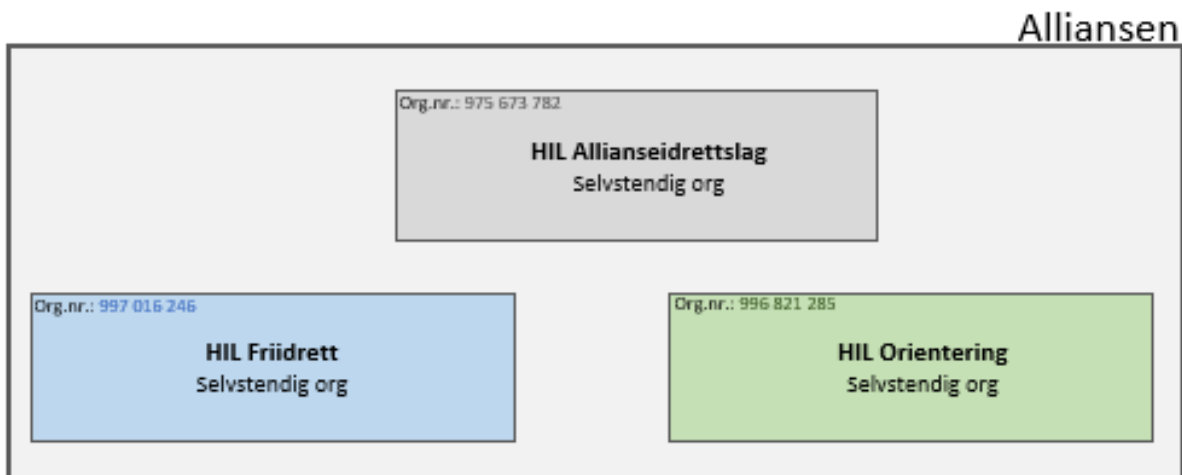 Alliansen
Org.nr.: 975 673 782
HIL Allianseidrettslag
Selvstendig org
Org.nr.: 997 016 246
HIL Friidrett
Selvstendig org
Org.nr.: 996 821 285
HIL Orientering
Selvstendig org